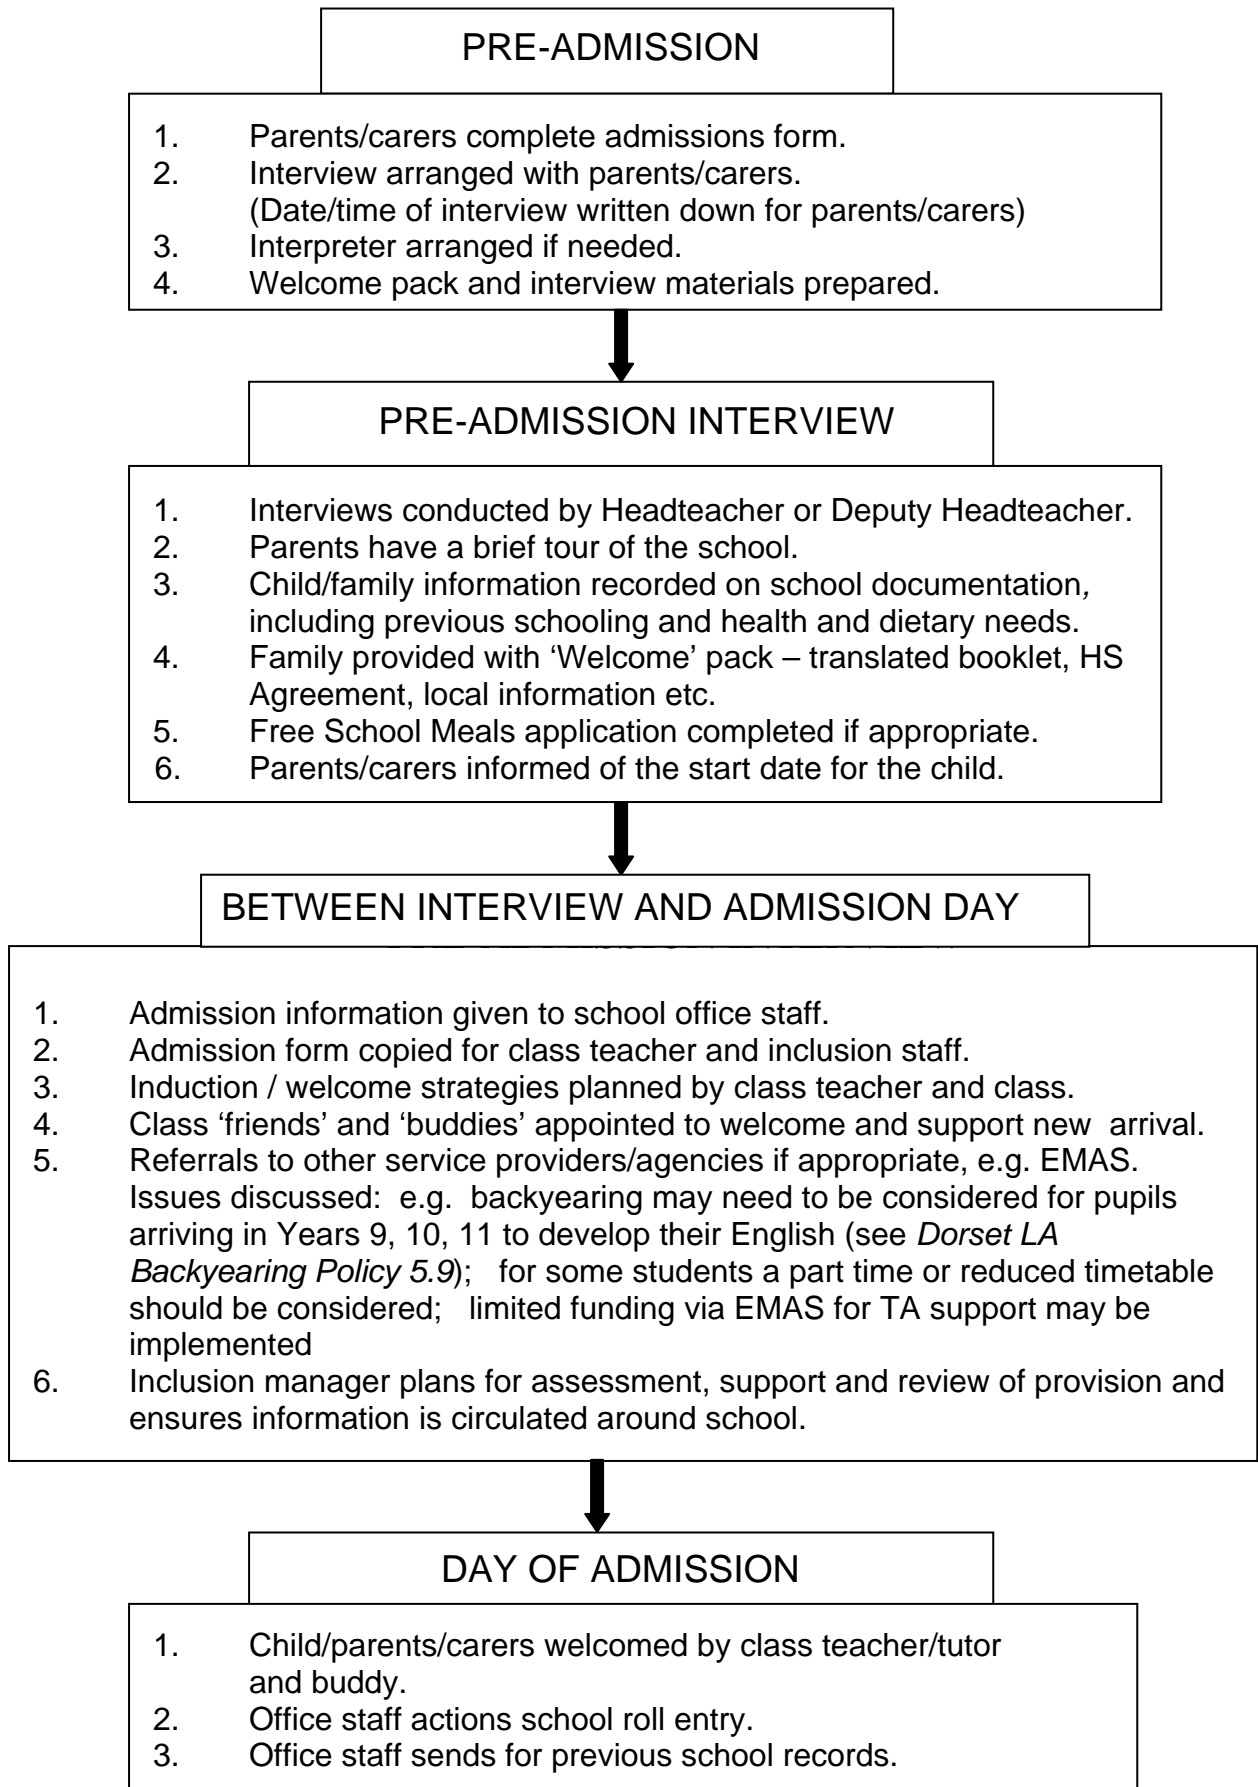 PRE-ADMISSION
1. Parents/carers complete admissions form.
2. Interview arranged with parents/carers.
(Date/time of interview written down for parents/carers)
3. Interpreter arranged if needed.
4. Welcome pack and interview materials prepared.
PRE-ADMISSION INTERVIEW
1. Interviews conducted by Headteacher or Deputy Headteacher.
2. Parents have a brief tour of the school.
3. Child/family information recorded on school documentation,
including previous schooling and health and dietary needs.
4. Family provided with ‘Welcome’ pack – translated booklet, HS
Agreement, local information etc.
5. Free School Meals application completed if appropriate.
6. Parents/carers informed of the start date for the child.
BETWEEN INTERVIEW AND ADMISSION DAY
1. Admission information given to school office staff.
2. Admission form copied for class teacher and inclusion staff.
3. Induction / welcome strategies planned by class teacher and class.
4. Class ‘friends’ and ‘buddies’ appointed to welcome and support new arrival.
5. Referrals to other service providers/agencies if appropriate, e.g. EMAS.
Issues discussed: e.g. backyearing may need to be considered for pupils
arriving in Years 9, 10, 11 to develop their English (see Dorset LA
Backyearing Policy 5.9); for some students a part time or reduced timetable
should be considered; limited funding via EMAS for TA support may be
implemented
6. Inclusion manager plans for assessment, support and review of provision and
ensures information is circulated around school.
DAY OF ADMISSION
1. Child/parents/carers welcomed by class teacher/tutor
and buddy.
2. Office staff actions school roll entry.
3. Office staff sends for previous school records.